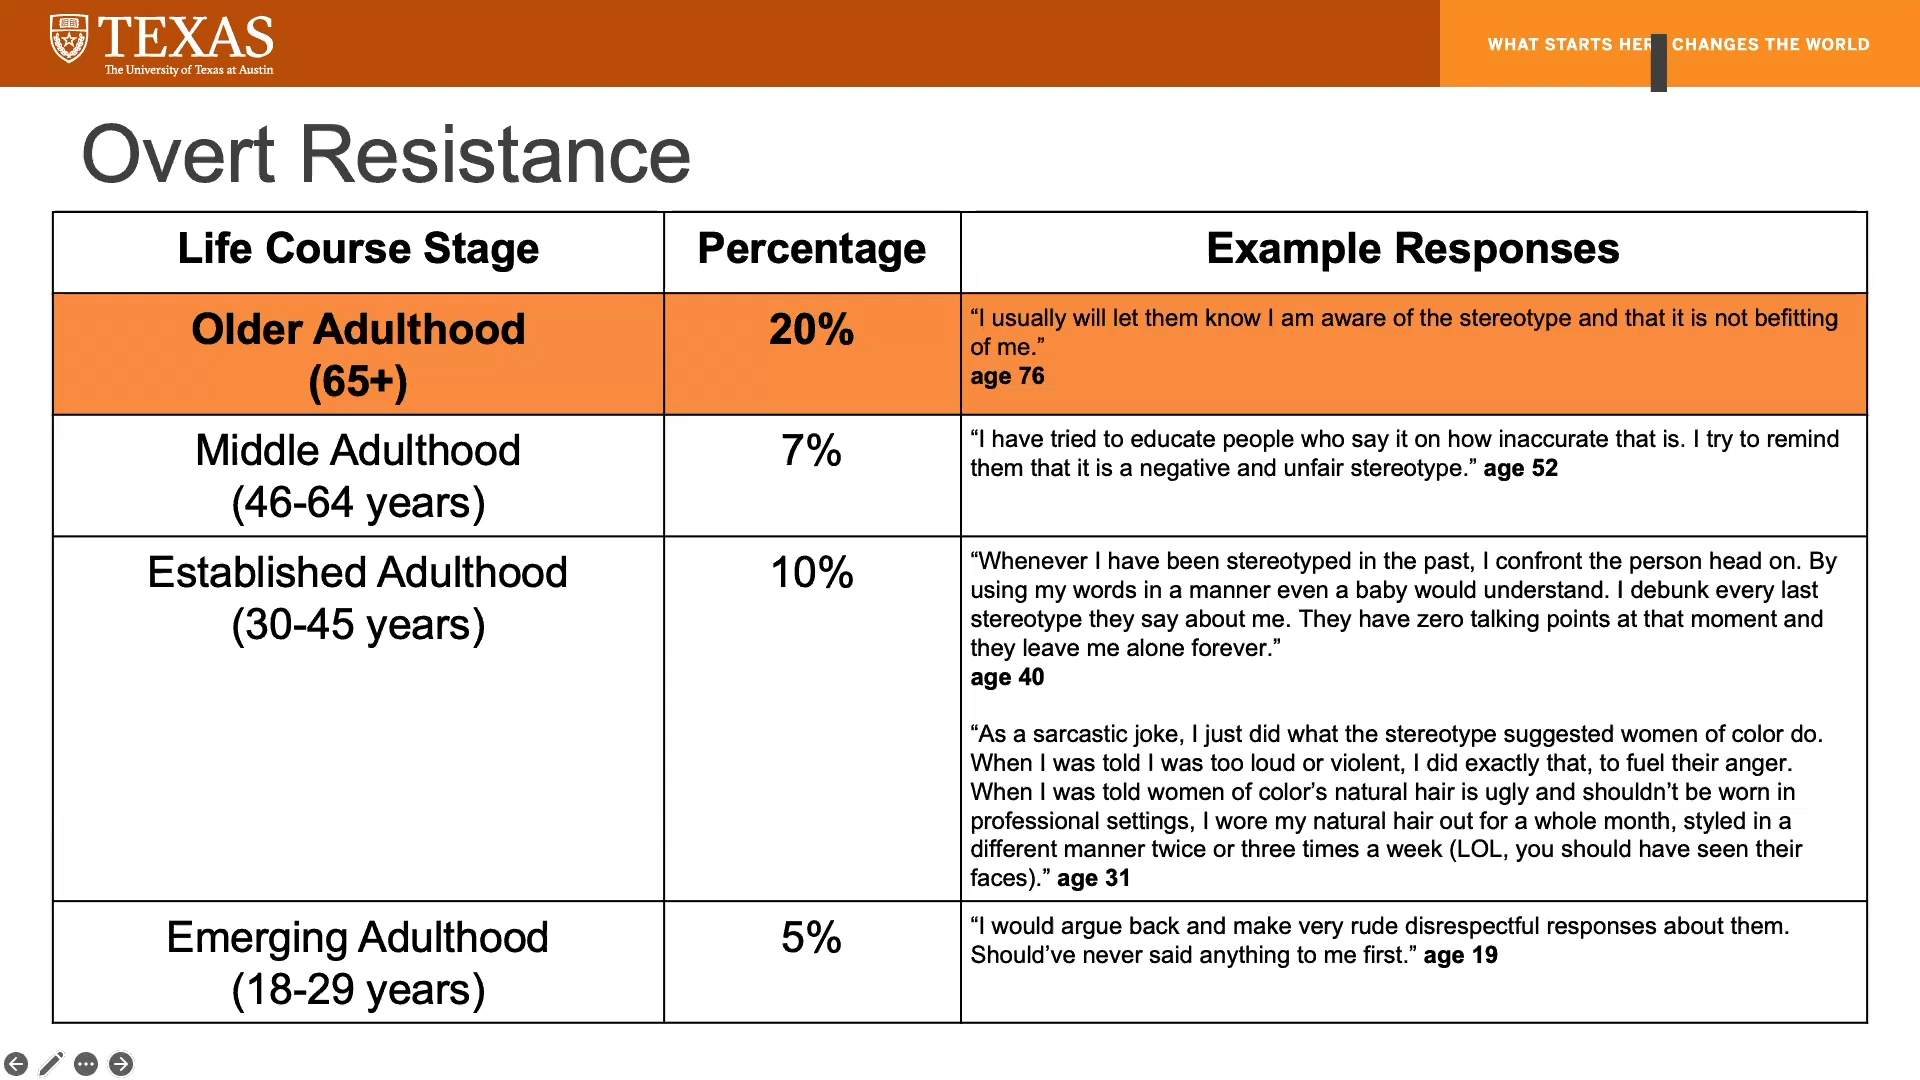 TEXAS
The University of Texas at Austin
WHAT STARTS HER CHANGES THE WORLD
Overt Resistance
Life Course Stage
Percentage
Example Responses
Older Adulthood
(65+)
20%
“I usually will let them know I am aware of the stereotype and that it is not befitting
of me.”
age 76
Middle Adulthood
(46-64 years)
7%
“I have tried to educate people who say it on how inaccurate that is. I try to remind
them that it is a negative and unfair stereotype.” age 52
Established Adulthood
(30-45 years)
10%
“Whenever I have been stereotyped in the past, I confront the person head on. By
using my words in a manner even a baby would understand. I debunk every last
stereotype they say about me. They have zero talking points at that moment and
they leave me alone forever.”
age 40
“As a sarcastic joke, I just did what the stereotype suggested women of color do.
When I was told I was too loud or violent, I did exactly that, to fuel their anger.
When I was told women of color’s natural hair is ugly and shouldn’t be worn in
professional settings, I wore my natural hair out for a whole month, styled in a
different manner twice or three times a week (LOL, you should have seen their
faces).” age 31
Emerging Adulthood
(18-29 years)
5%
“I would argue back and make very rude disrespectful responses about them.
Should’ve never said anything to me first.” age 19